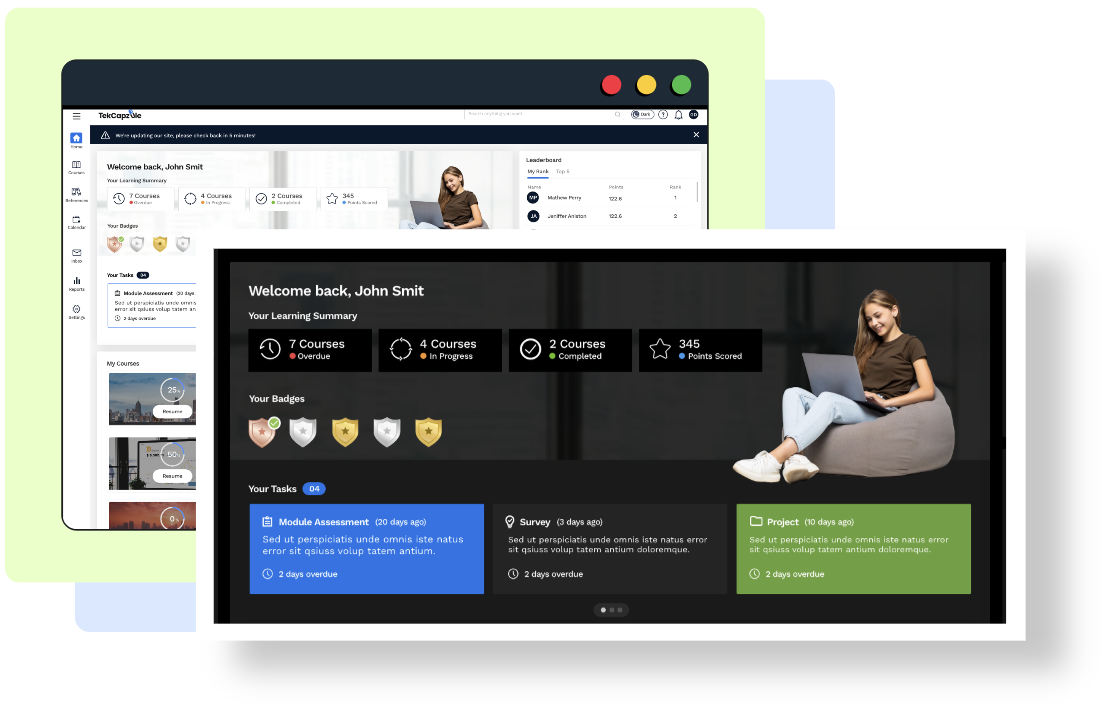 TekCapzule
Search anything you want
Dark
We're updating our site, please check back in 5 minutes!
Home
Courses
References
Calendar
Inbox
Reports
Settings
Welcome back, John Smit
Your Learning Summary
7 Courses
Overdue
4 Courses
In Progress
2 Courses
Completed
345
Points Scored
Your Badges
Your Tasks 04
Module Assessment (20 days
Sed ut perspiciatis unde omnis
error sit qsiuss volup tatem an
2 days overdue
My Courses
25%
Resume
50%
Resume
0%
Leaderboard
My Rank Top 5
Name Points Rank
MP Mathew Perry 122.6 1
JA Jeniffer Aniston 122.6 2
Welcome back, John Smit
Your Learning Summary
7 Courses
Overdue
4 Courses
In Progress
2 Courses
Completed
345
Points Scored
Your Badges
Your Tasks 04
Module Assessment (20 days ago)
Sed ut perspiciatis unde omnis iste natus
error sit qsiuss volup tatem antium.
2 days overdue
Survey (3 days ago)
Sed ut perspiciatis unde omnis iste natus error
sit qtsiuss volup tatem antium doloremque.
2 days overdue
Project (10 days ago)
Sed ut perspiciatis unde omnis iste natus error
sit qtsiuss volup tatem antium doloremque.
2 days overdue